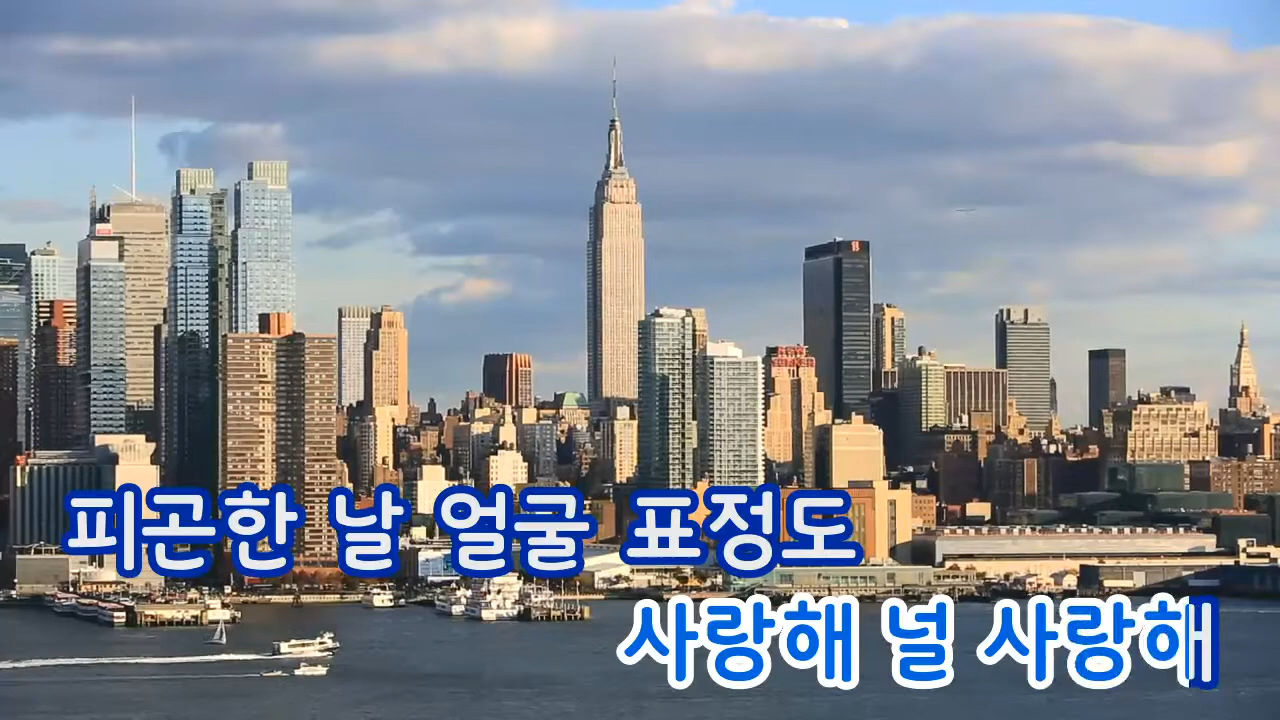 피곤한 날 얼굴 표정도
사랑해 널 사랑해